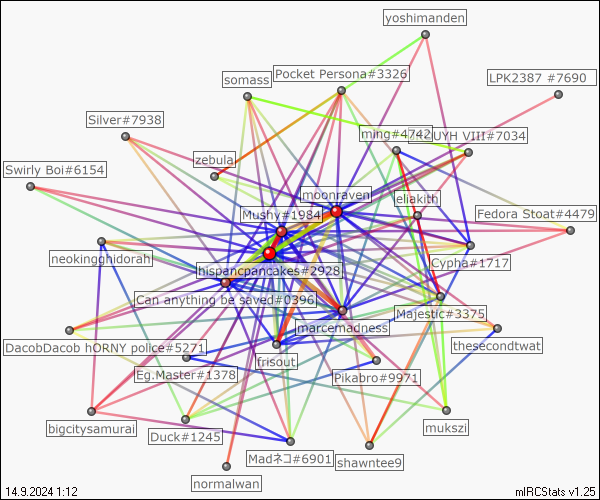 yoshimanden
somass
Pocket Persona#3326
LPK2387 #7690
Silver#7938
ming#4742
UYH VIII#7034
zebula
Swirly Boi#6154
moonraven
eliakith
Mushy#1984
Fedora Stoat#4479
neokingghidorah
hispancpancakes#2928
Cypha#1717
Can anything be saved#0396
Majestic#3375
marcemadness
DacobDacob hORNY police#5271
frisout
thesecondtwat
Eg.Master#1378
Pikabro#9971
bigcitysamurai
Duck#1245
mukszi
Madネコ#6901
shawntee9
normalwan
14.9.2024 1:12
mIRCStats v1.25